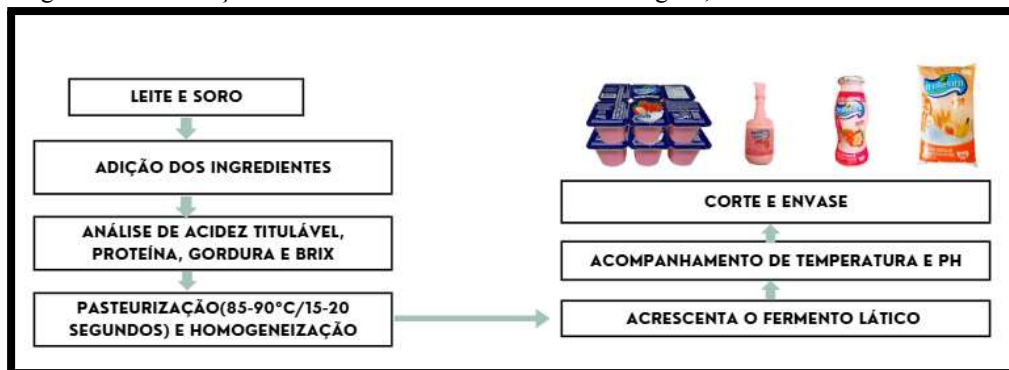 LEITE E SORO
ADIÇÃO DOS INGREDIENTES
ANÁLISE DE ACIDEZ TITULÁVEL,
PROTEÍNA, GORDURA E BRIX
PASTEURIZAÇÃO(85-90°C/15-20
SEGUNDOS) E HOMOGENEIZAÇÃO
ACRESCENTA O FERMENTO LÁTICO
ACOMPANHAMENTO DE TEMPERATURA E PH
CORTE E ENVASE